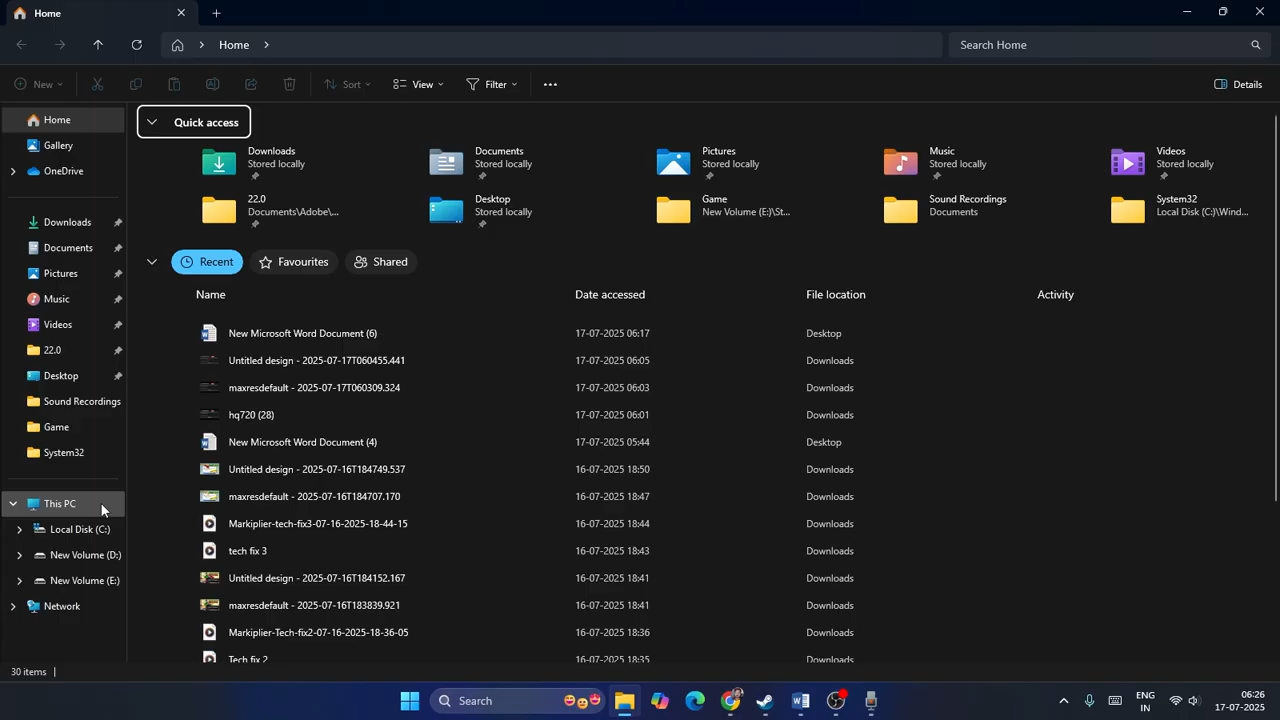 Home
Home
Search Home
New
Sort
View
Filter
Details
Home
Gallery
OneDrive
Downloads
Documents
Pictures
Music
Videos
22.0
Desktop
Sound Recordings
Game
System32
This PC
Local Disk (C:)
New Volume (D:)
New Volume (E:)
Network
Quick access
Downloads
Stored locally
Documents
Stored locally
Pictures
Stored locally
Music
Stored locally
Videos
Stored locally
22.0
Documents\Adobe\...
Desktop
Stored locally
Game
New Volume (E:)\St...
Sound Recordings
Documents
System32
Local Disk (C:)\Wind...
Recent
Favourites
Shared
Name Date accessed File location Activity
New Microsoft Word Document (6) 17-07-2025 06:17 Desktop
Untitled design - 2025-07-17T060455.441 17-07-2025 06:05 Downloads
maxresdefault - 2025-07-17T060309.324 17-07-2025 06:03 Downloads
hq720 (28) 17-07-2025 06:01 Downloads
New Microsoft Word Document (4) 17-07-2025 05:44 Desktop
Untitled design - 2025-07-16T184749.537 16-07-2025 18:50 Downloads
maxresdefault - 2025-07-16T184707.170 16-07-2025 18:47 Downloads
Markiplier-tech-fix3-07-16-2025-18-44-15 16-07-2025 18:44 Downloads
tech fix 3 16-07-2025 18:43 Downloads
Untitled design - 2025-07-16T184152.167 16-07-2025 18:41 Downloads
maxresdefault - 2025-07-16T183839.921 16-07-2025 18:41 Downloads
Markiplier-Tech-fix2-07-16-2025-18-36-05 16-07-2025 18:36 Downloads
Tech fix 2 16-07-2025 18:35 Downloads
30 items
Search
ENG
IN
06:26
17-07-2025